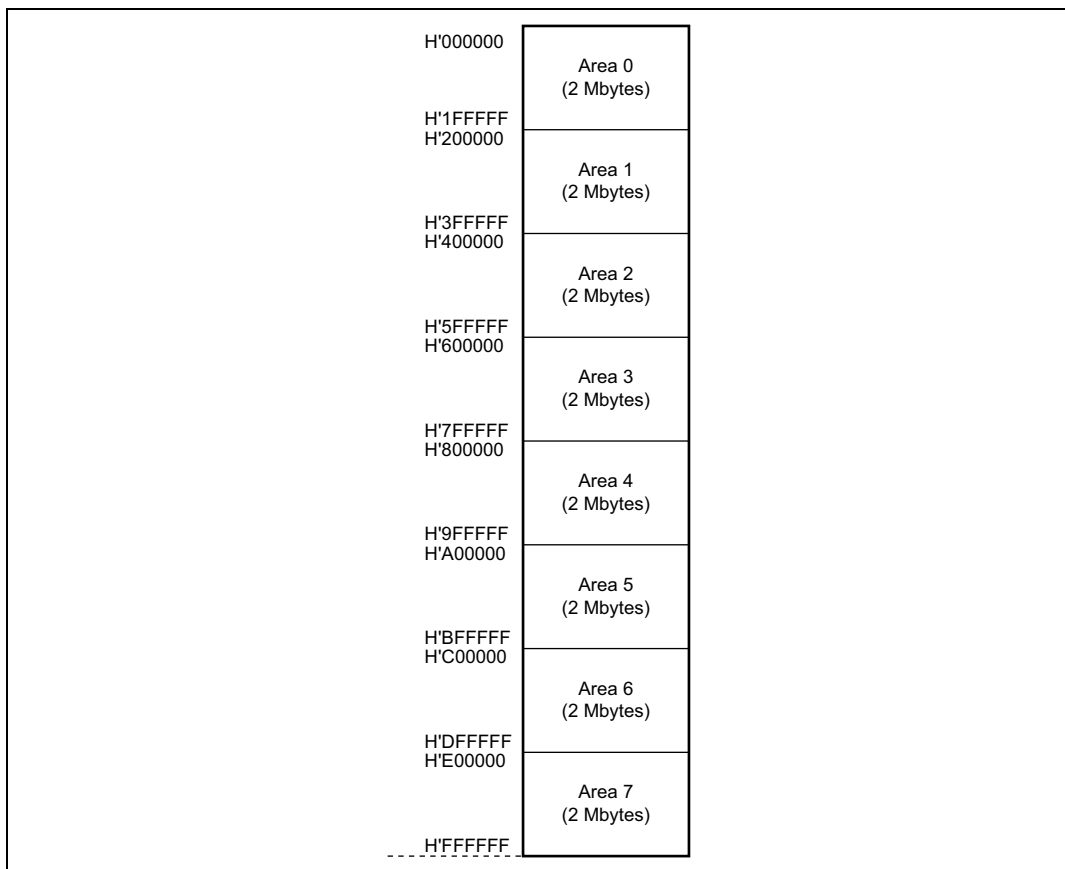 H'000000
Area 0
(2 Mbytes)
H'1FFFFF
H'200000
Area 1
(2 Mbytes)
H'3FFFFF
H'400000
Area 2
(2 Mbytes)
H'5FFFFF
H'600000
Area 3
(2 Mbytes)
H'7FFFFF
H'800000
Area 4
(2 Mbytes)
H'9FFFFF
H'A00000
Area 5
(2 Mbytes)
H'BFFFFF
H'C00000
Area 6
(2 Mbytes)
H'DFFFFF
H'E00000
Area 7
(2 Mbytes)
H'FFFFFF